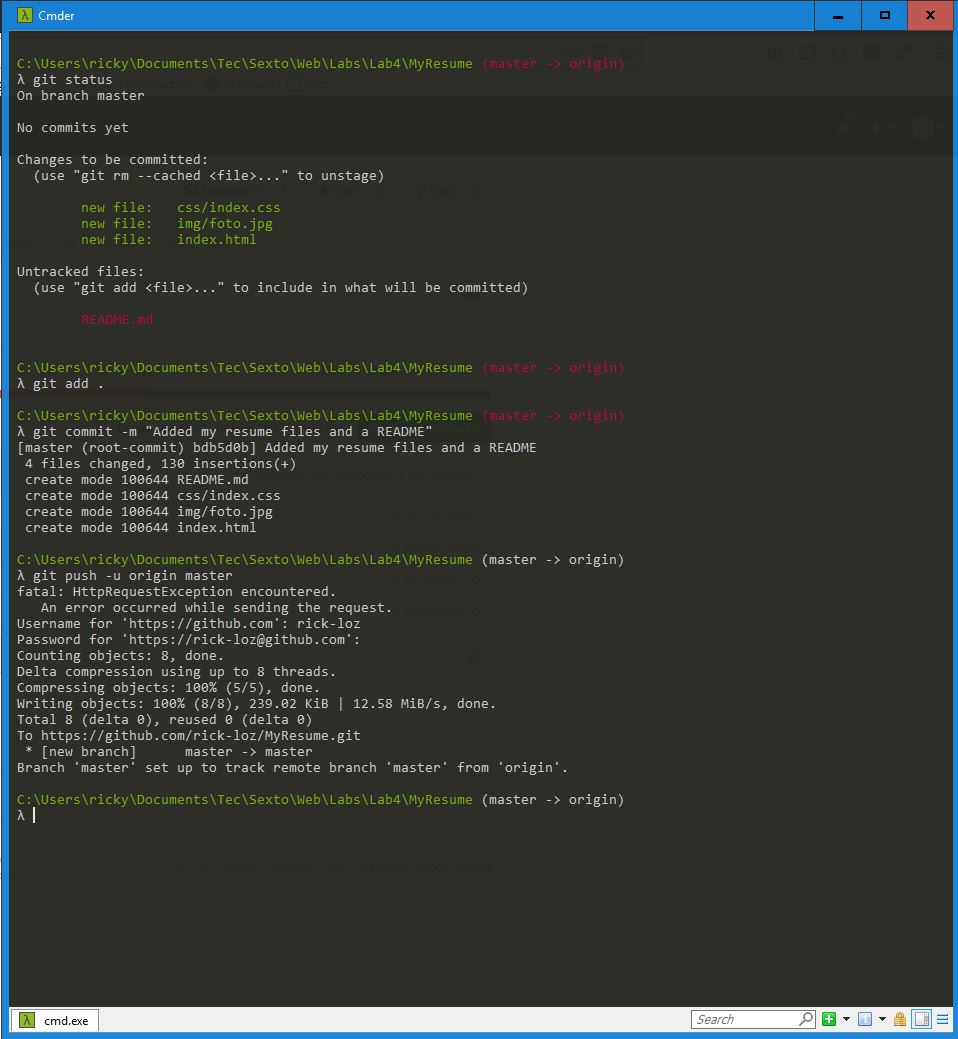 Cmder
C:\Users\ricky\Documents\Tec\Sexto\Web\Labs\Lab4\MyResume (master -> origin)
λ git status
On branch master
No commits yet
Changes to be committed:
(use "git rm --cached <file>..." to unstage)
new file: css/index.css
new file: img/foto.jpg
new file: index.html
Untracked files:
(use "git add <file>..." to include in what will be committed)
README.md
C:\Users\ricky\Documents\Tec\Sexto\Web\Labs\Lab4\MyResume (master -> origin)
λ git add .
C:\Users\ricky\Documents\Tec\Sexto\Web\Labs\Lab4\MyResume (master -> origin)
λ git commit -m "Added my resume files and a README"
[master (root-commit) bdb5d0b] Added my resume files and a README
4 files changed, 130 insertions(+)
create mode 100644 README.md
create mode 100644 css/index.css
create mode 100644 img/foto.jpg
create mode 100644 index.html
C:\Users\ricky\Documents\Tec\Sexto\Web\Labs\Lab4\MyResume (master -> origin)
λ git push -u origin master
fatal: HttpRequestException encountered.
An error occurred while sending the request.
Username for 'https://github.com': rick-loz
Password for 'https://rick-loz@github.com':
Counting objects: 8, done.
Delta compression using up to 8 threads.
Compressing objects: 100% (5/5), done.
Writing objects: 100% (8/8), 239.02 KiB | 12.58 MiB/s, done.
Total 8 (delta 0), reused 0 (delta 0)
To https://github.com/rick-loz/MyResume.git
* [new branch] master -> master
Branch 'master' set up to track remote branch 'master' from 'origin'.
C:\Users\ricky\Documents\Tec\Sexto\Web\Labs\Lab4\MyResume (master -> origin)
λ
cmd.exe
Search